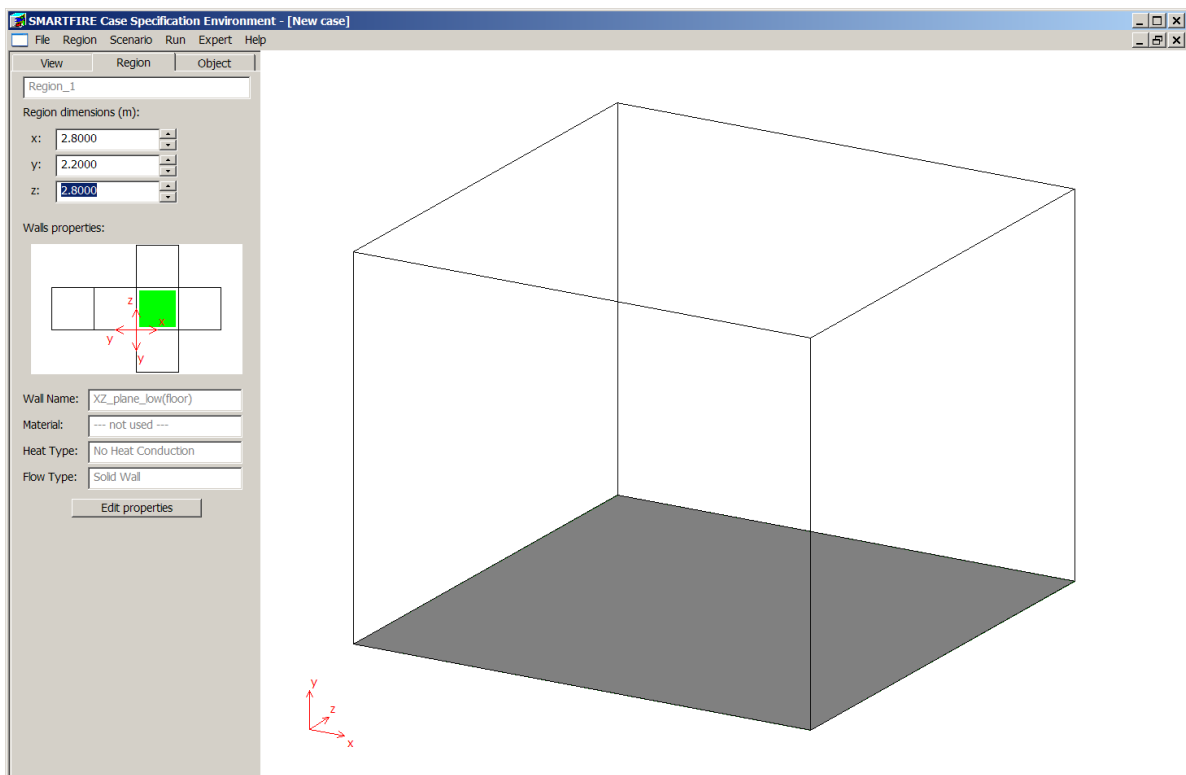 SMARTFIRE Case Specification Environment - [New case]
File Region Scenario Run Expert Help
View Region Object
Region_1
Region dimensions (m):
x: 2.8000
y: 2.2000
z: 2.8000
Walls properties:
z
x
y
y
Wall Name: XZ_plane_low(floor)
Material: --- not used ---
Heat Type: No Heat Conduction
Flow Type: Solid Wall
Edit properties
y
z
x